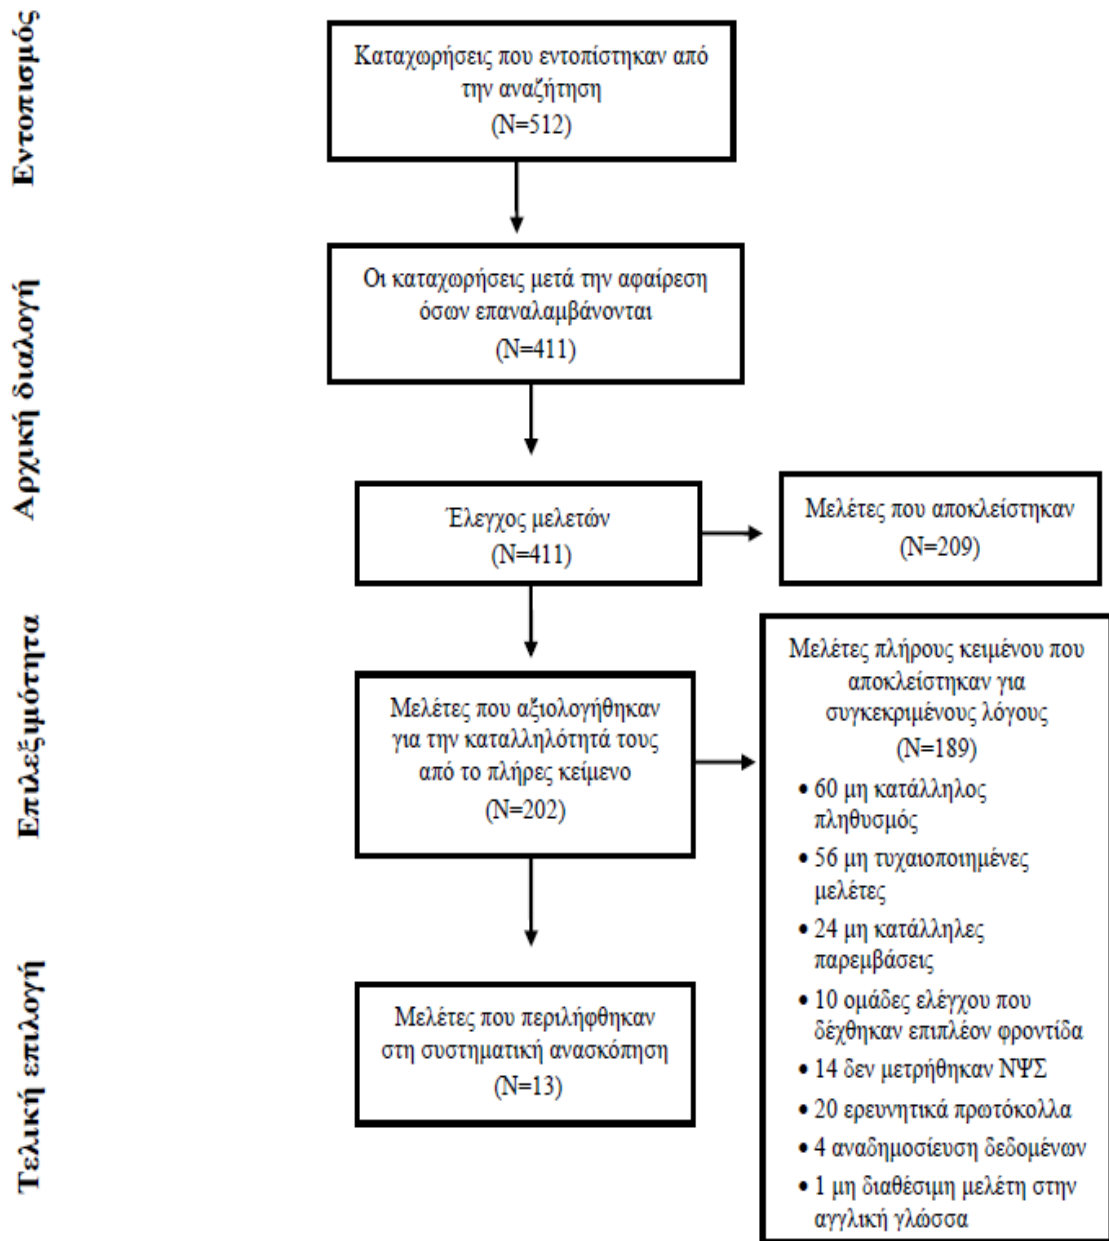 Εντοπισμός
Καταχωρήσεις που εντοπίστηκαν από
την αναζήτηση
(N=512)
Αρχική διαλογή
Οι καταχωρήσεις μετά την αφαίρεση
όσων επαναλαμβάνονται
(N=411)
Έλεγχος μελετών
(N=411)
Μελέτες που αποκλείστηκαν
(N=209)
Επιλεξιμότητα
Μελέτες που αξιολογήθηκαν
για την καταλληλότητά τους
από το πλήρες κείμενο
(N=202)
Μελέτες πλήρους κειμένου που
αποκλείστηκαν για
συγκεκριμένους λόγους
(N=189)
• 60 μη κατάλληλος
πληθυσμός
• 56 μη τυχαιοποιημένες
μελέτες
• 24 μη κατάλληλες
παρεμβάσεις
• 10 ομάδες ελέγχου που
δέχθηκαν επιπλέον φροντίδα
• 14 δεν μετρήθηκαν ΝΨΣ
• 20 ερευνητικά πρωτόκολλα
• 4 αναδημοσίευση δεδομένων
• 1 μη διαθέσιμη μελέτη στην
αγγλική γλώσσα
Τελική επιλογή
Μελέτες που περιλήφθηκαν
στη συστηματική ανασκόπηση
(N=13)